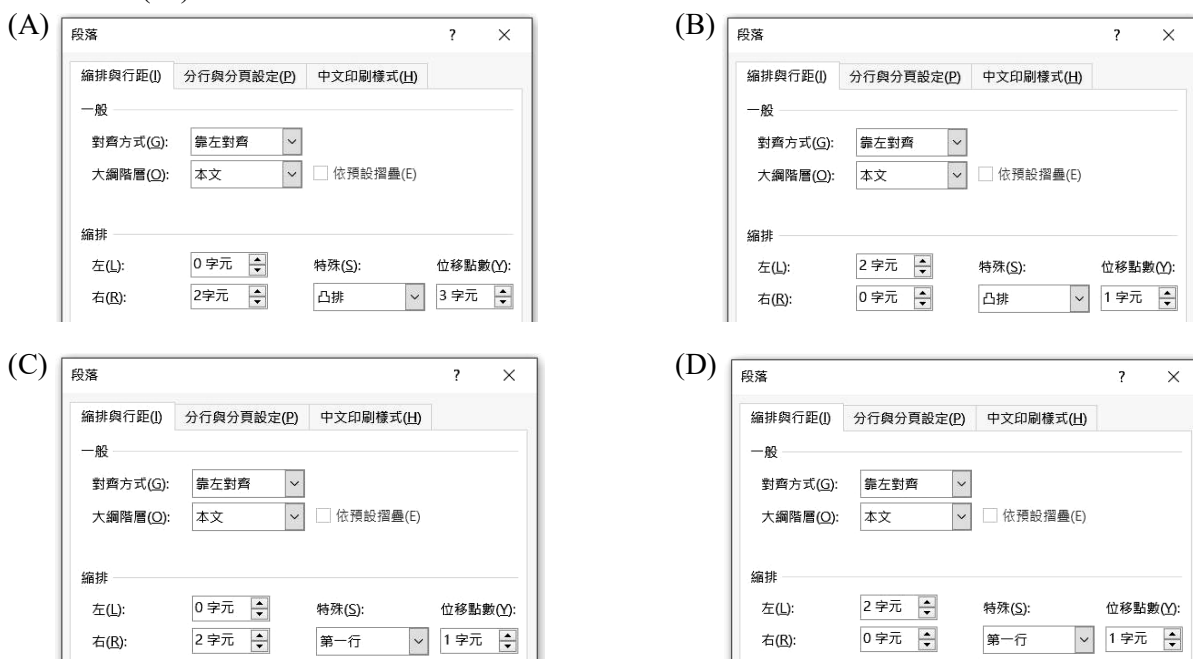 (A)
段落 ? ×
縮排與行距(I) 分行與分頁設定(P) 中文印刷樣式(H)
一般
對齊方式(G): 靠左對齊
大綱階層(O): 本文 依預設摺疊(E)
縮排
左(L): 0 字元 特殊(S): 位移點數(Y):
右(R): 2字元 凸排 3 字元
(B)
段落 ? ×
縮排與行距(I) 分行與分頁設定(P) 中文印刷樣式(H)
一般
對齊方式(G): 靠左對齊
大綱階層(O): 本文 依預設摺疊(E)
縮排
左(L): 2 字元 特殊(S): 位移點數(Y):
右(R): 0 字元 凸排 1 字元
(C)
段落 ? ×
縮排與行距(I) 分行與分頁設定(P) 中文印刷樣式(H)
一般
對齊方式(G): 靠左對齊
大綱階層(O): 本文 依預設摺疊(E)
縮排
左(L): 0 字元 特殊(S): 位移點數(Y):
右(R): 2 字元 第一行 1 字元
(D)
段落 ? ×
縮排與行距(I) 分行與分頁設定(P) 中文印刷樣式(H)
一般
對齊方式(G): 靠左對齊
大綱階層(O): 本文 依預設摺疊(E)
縮排
左(L): 2 字元 特殊(S): 位移點數(Y):
右(R): 0 字元 第一行 1 字元